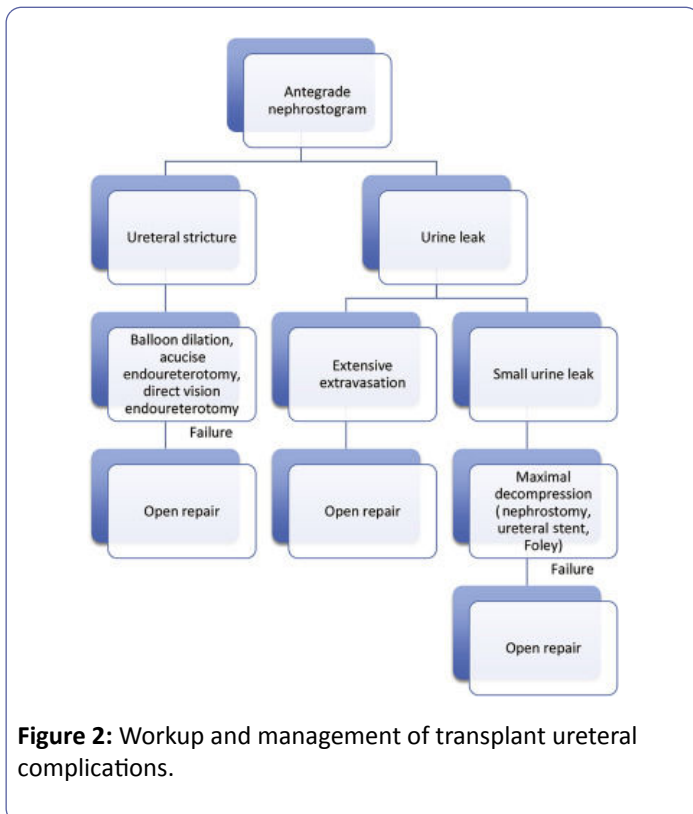 Antegrade
nephrostogram
Ureteral stricture
Urine leak
Balloon dilation,
acucise
endoureterotomy,
direct vision
endoureterotomy
Extensive
extravasation
Small urine leak
Failure
Open repair
Open repair
Maximal
decompression
(nephrostomy,
ureteral stent,
Foley)
Failure
Open repair
Figure 2: Workup and management of transplant ureteral
complications.